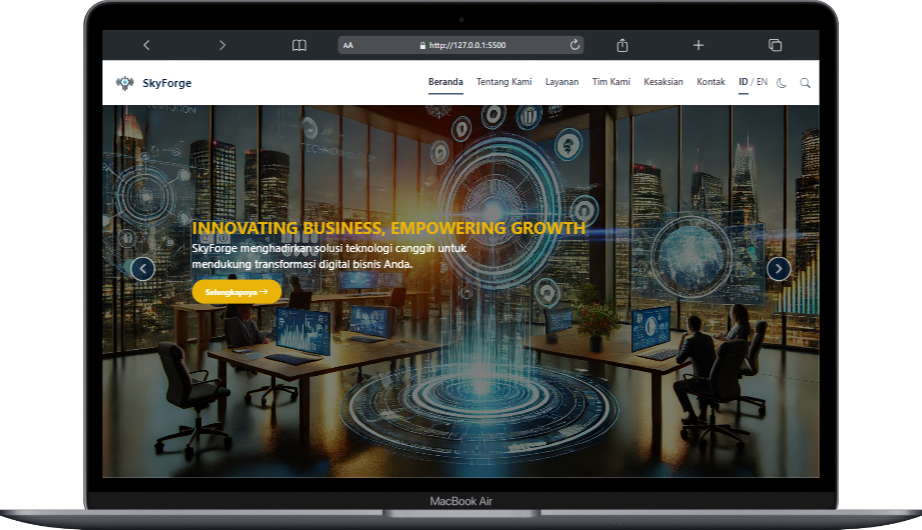 AA
http://127.0.0.1:5500
SkyForge
Beranda
Tentang Kami
Layanan
Tim Kami
Kesaksian
Kontak
ID / EN
INNOVATING BUSINESS, EMPOWERING GROWTH
SkyForge menghadirkan solusi teknologi canggih untuk
mendukung transformasi digital bisnis Anda.
Selengkapnya →
MacBook Air